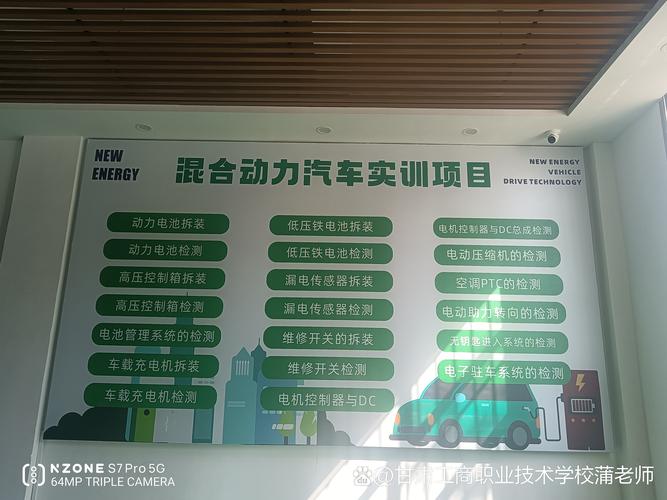 NEW
ENERGY
混合动力汽车实训项目
NEW ENERGY
VEHICLE
DRIVE TECHNOLOGY
动力电池拆装
动力电池检测
高压控制箱拆装
高压控制箱检测
电池管理系统的检测
车载充电机拆装
车载充电机检测
低压铁电池拆装
低压铁电池检测
漏电传感器拆装
漏电传感器检测
维修开关的拆装
维修开关检测
电机控制器与DC
电机控制器与DC总成检测
电动压缩机的检测
空调PTC的检测
电动助力转向的检测
无钥匙进入系统的检测
电子驻车系统的检测
NZONE S7 Pro 5G
64MP TRIPLE CAMERA
@甘肃工商职业技术学校蒲老师